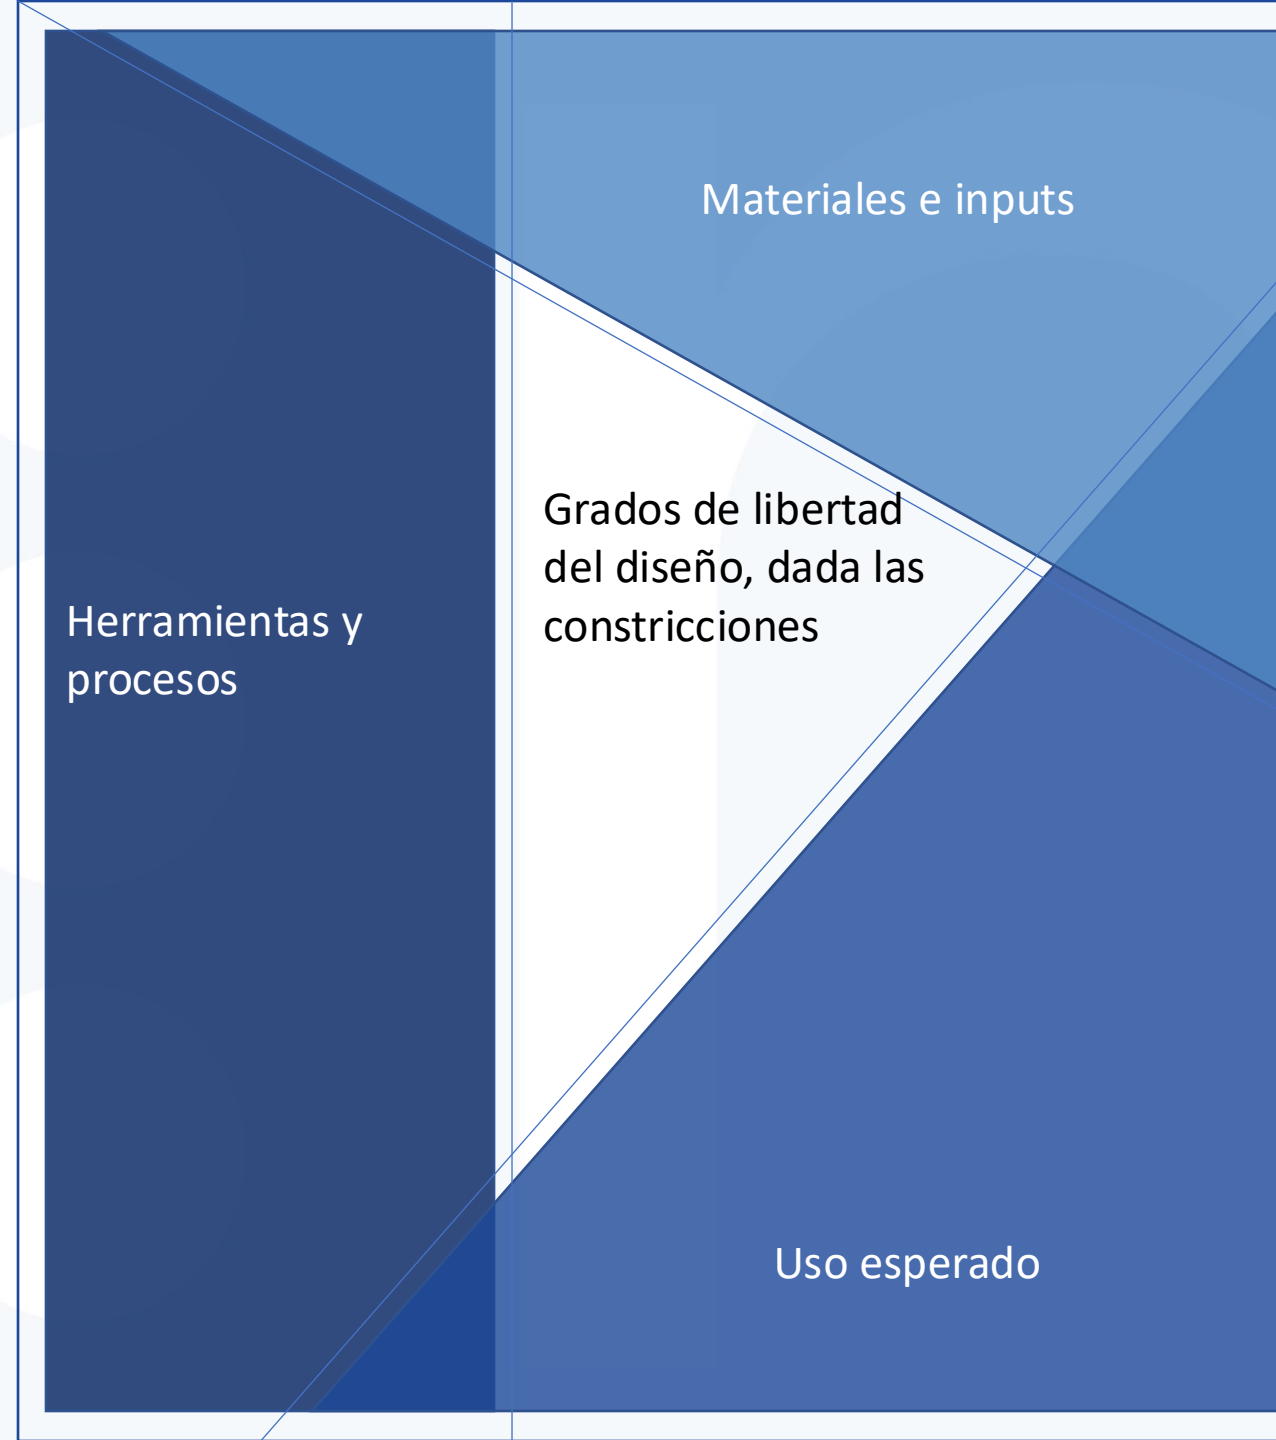 Materiales e inputs
Grados de libertad
del diseño, dada las
constricciones
Herramientas y
procesos
Uso esperado